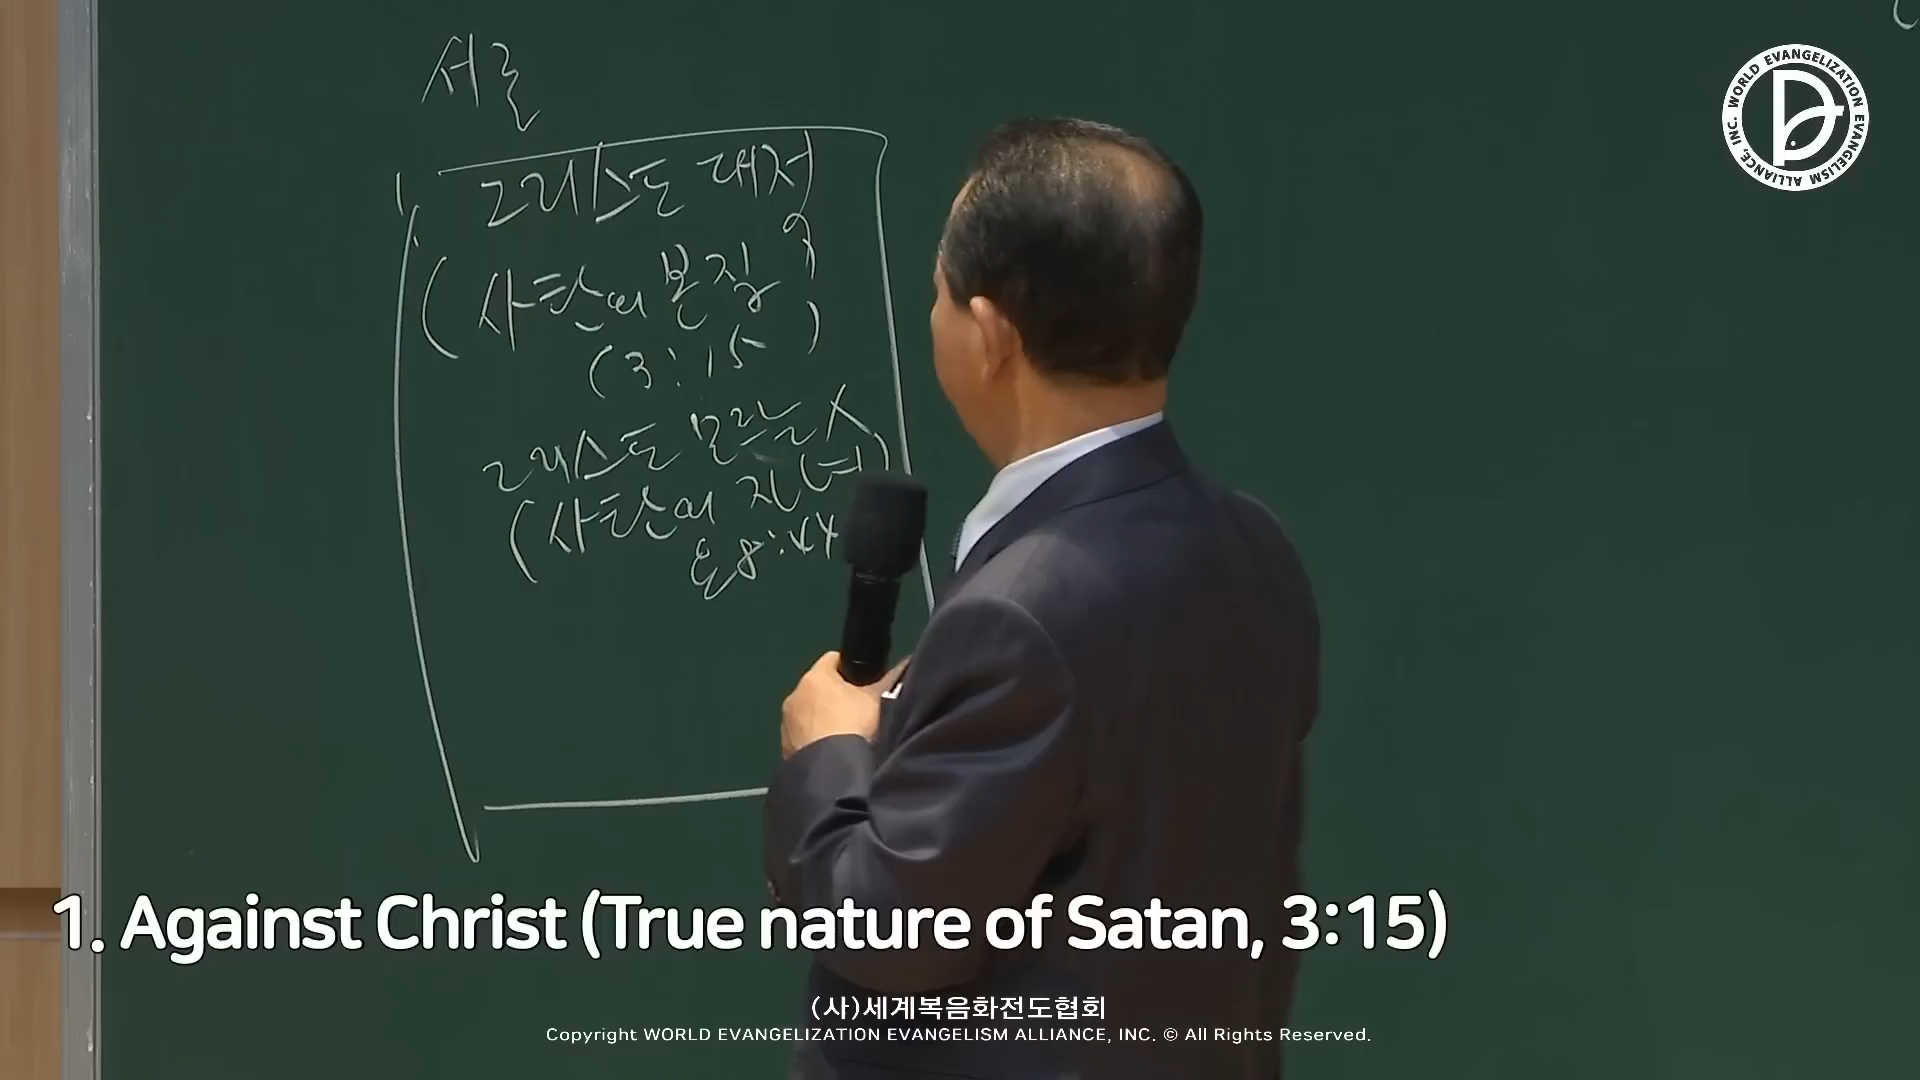 서론
1. 그리스도 대적
(사탄의 본질)
(3:15
그리스도 모르는 X
(사탄의 자녀)
요8:44
WORLD EVANGELIZATION EVANGELISM ALLIANCE, INC.
1. Against Christ (True nature of Satan, 3:15)
(사)세계복음화전도협회
Copyright WORLD EVANGELIZATION EVANGELISM ALLIANCE, INC. © All Rights Reserved.